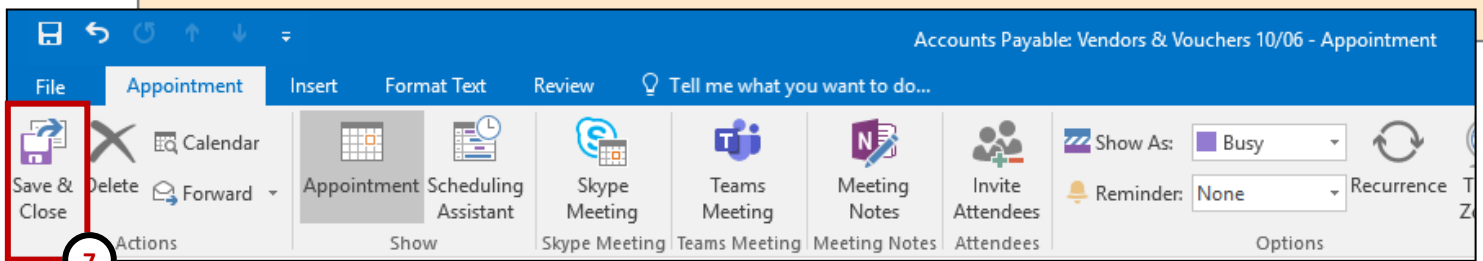 Accounts Payable: Vendors & Vouchers 10/06 - Appointment
File Appointment Insert Format Text Review Tell me what you want to do...
Save & Close
Delete
Calendar
Forward
Actions
Appointment
Scheduling Assistant
Show
Skype Meeting
Skype Meeting
Teams Meeting
Teams Meeting
Meeting Notes
Meeting Notes
Invite Attendees
Attendees
Show As: Busy
Reminder: None
Recurrence
Options
7